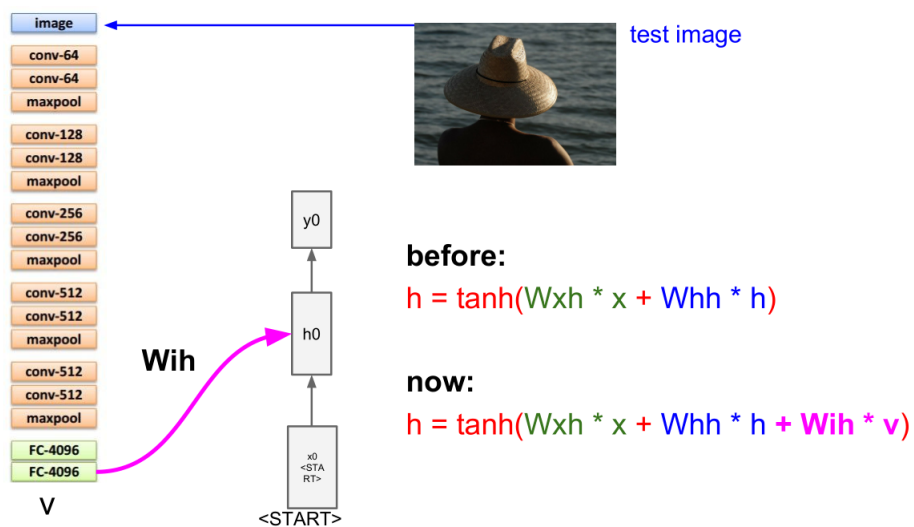 image
conv-64
conv-64
maxpool
conv-128
conv-128
maxpool
conv-256
conv-256
maxpool
conv-512
conv-512
maxpool
conv-512
conv-512
maxpool
FC-4096
FC-4096
v
Wih
y0
h0
x0
<STA
RT>
<START>
test image
before:
h = tanh(Wxh * x + Whh * h)
now:
h = tanh(Wxh * x + Whh * h + Wih * v)